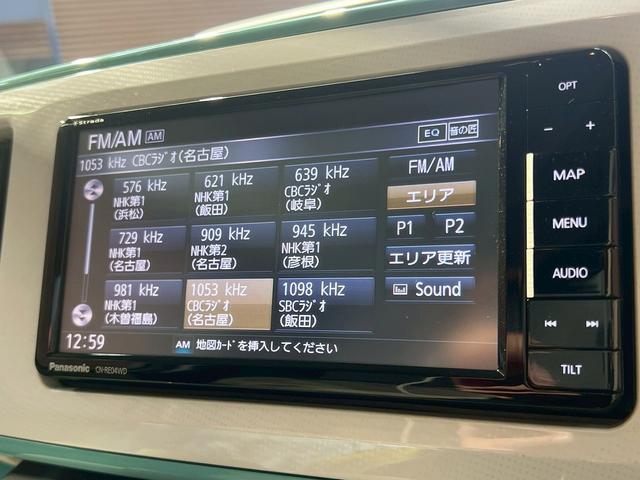 Strada
FM/AM AM
EQ 音の匠
1053 kHz CBCラジオ(名古屋)
576 kHz
NHK第1
(浜松)
621 kHz
NHK第1
(飯田)
639 kHz
CBCラジオ
(岐阜)
729 kHz
NHK第1
(名古屋)
909 kHz
NHK第2
(名古屋)
945 kHz
NHK第1
(彦根)
981 kHz
NHK第1
(木曽福島)
1053 kHz
CBCラジオ
(名古屋)
1098 kHz
SBCラジオ
(飯田)
FM/AM
エリア
P1 P2
エリア更新
Sound
12:59
AM 地図カードを挿入してください
Panasonic CN-RE04WD
OPT
− +
MAP
MENU
AUDIO
TILT